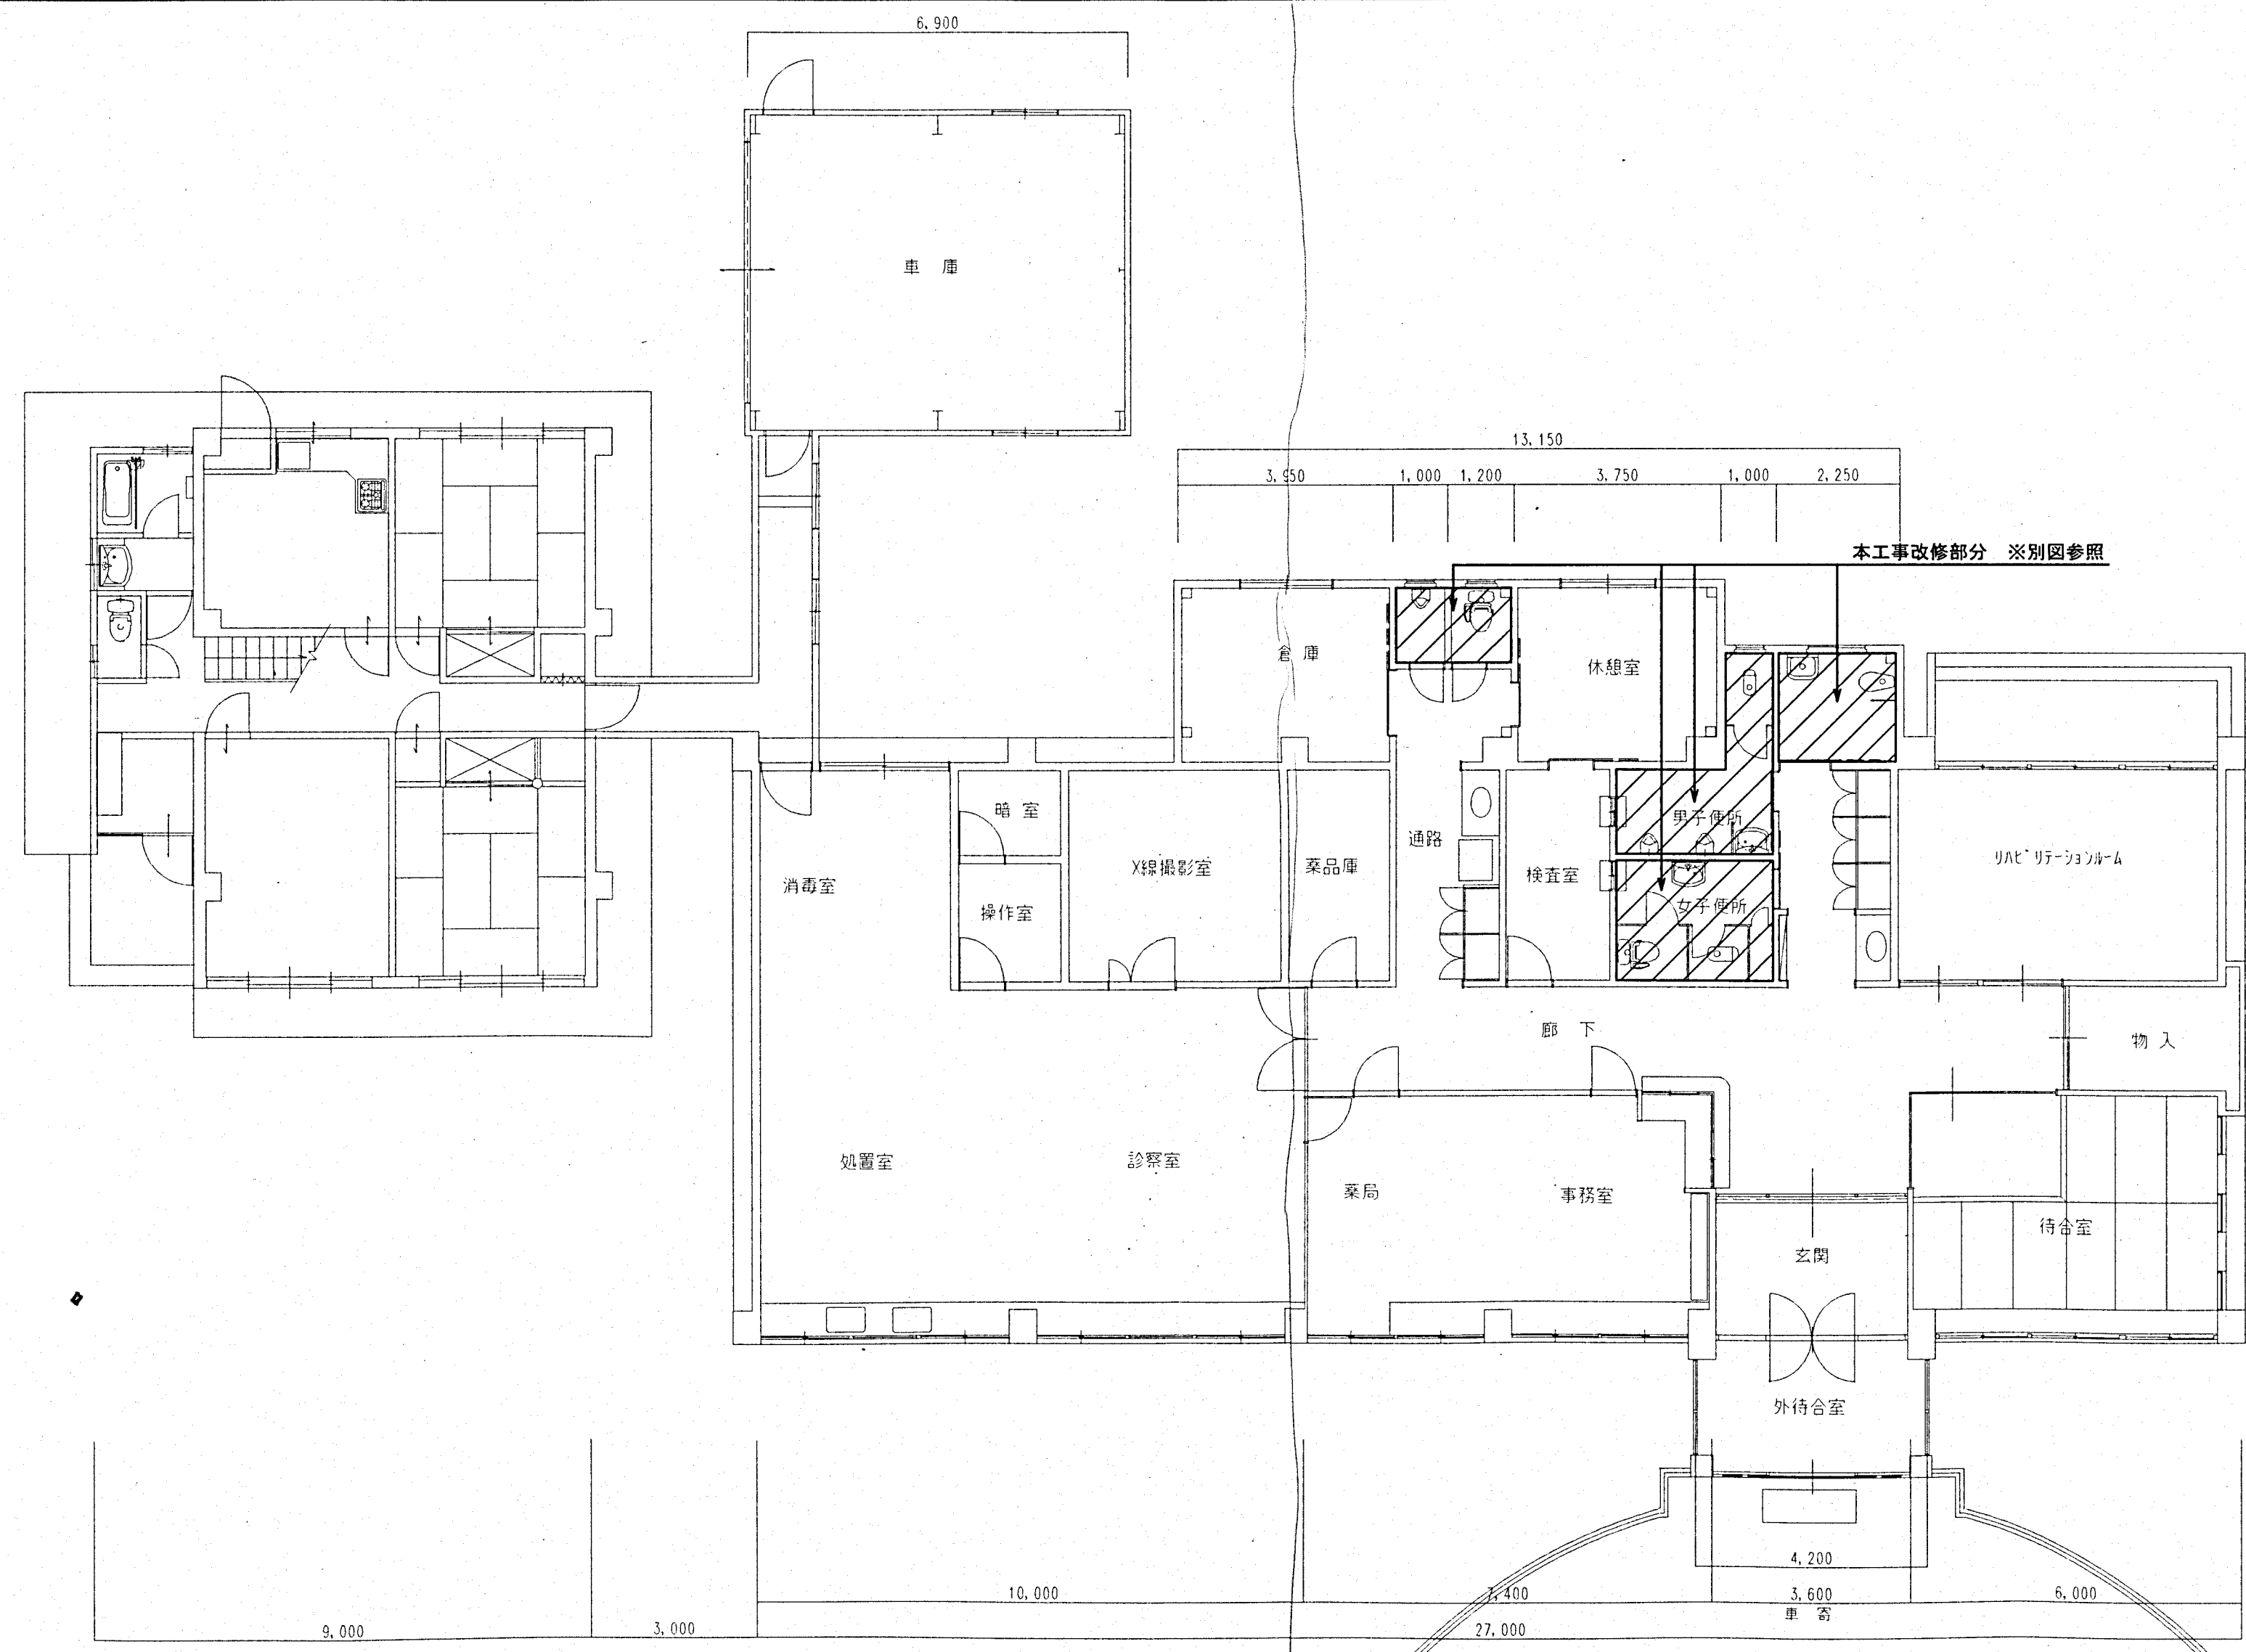 6,900
車 庫
13,150
3,950 1,000 1,200 3,750 1,000 2,250
本工事改修部分 ※別図参照
倉 庫
休憩室
暗 室
X線撮影室
薬品庫
通路
男子便所
リハビリテーションルーム
消毒室
検査室
操作室
女子便所
廊 下
物 入
処置室
診察室
薬局
事務室
待合室
玄関
外待合室
4,200
10,000 7,400 3,600 6,000
車 寄
9,000 3,000 27,000